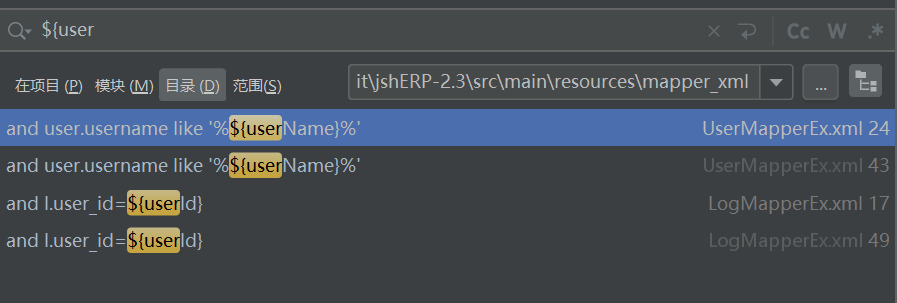 ${user
Cc W .*
在项目 (P) 模块 (M) 目录 (D) 范围(S) it\jshERP-2.3\src\main\resources\mapper_xml ...
and user.username like '%${userName}%' UserMapperEx.xml 24
and user.username like '%${userName}%' UserMapperEx.xml 43
and l.user_id=${userId} LogMapperEx.xml 17
and l.user_id=${userId} LogMapperEx.xml 49